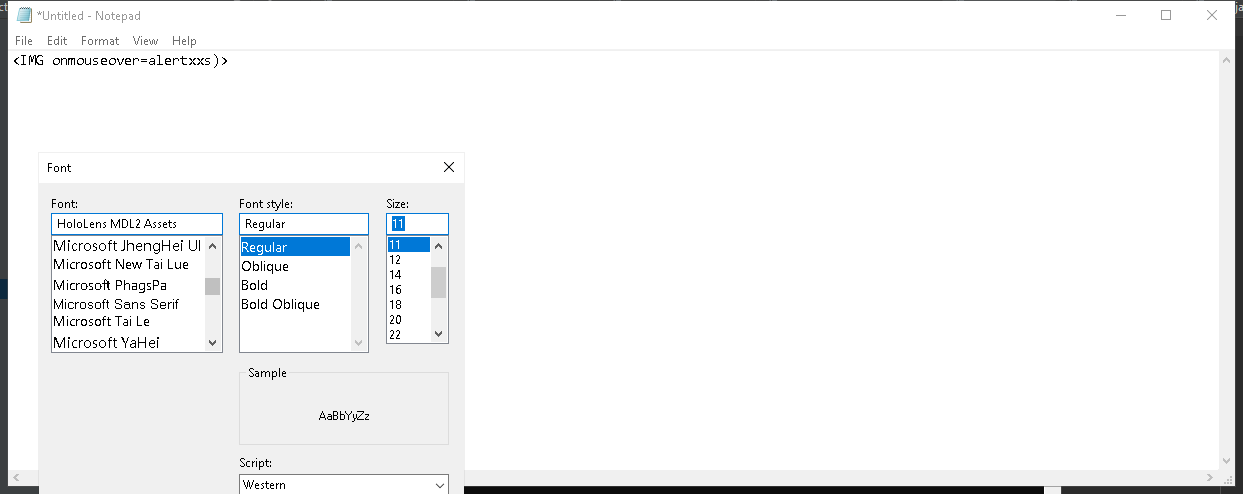 *Untitled - Notepad
File Edit Format View Help
<IMG onmouseover=alertxxs)>
Font
Font: Font style: Size:
HoloLens MDL2 Assets Regular 11
Microsoft JhengHei UI Regular 11
Microsoft New Tai Lue Oblique 12
Microsoft PhagsPa Bold 14
Microsoft Sans Serif Bold Oblique 16
Microsoft Tai Le 18
Microsoft YaHei 20
22
Sample
AaBbYyZz
Script:
Western